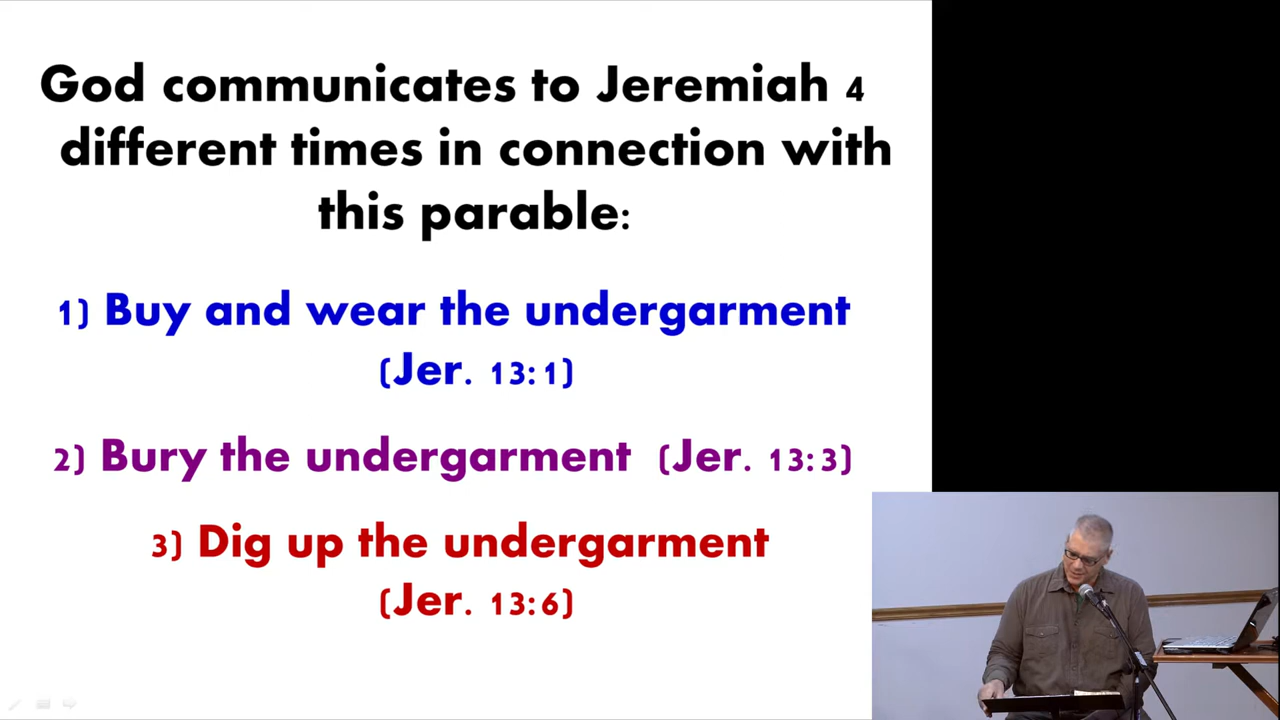 God communicates to Jeremiah 4
different times in connection with
this parable:
1) Buy and wear the undergarment
(Jer. 13:1)
2) Bury the undergarment (Jer. 13:3)
3) Dig up the undergarment
(Jer. 13:6)